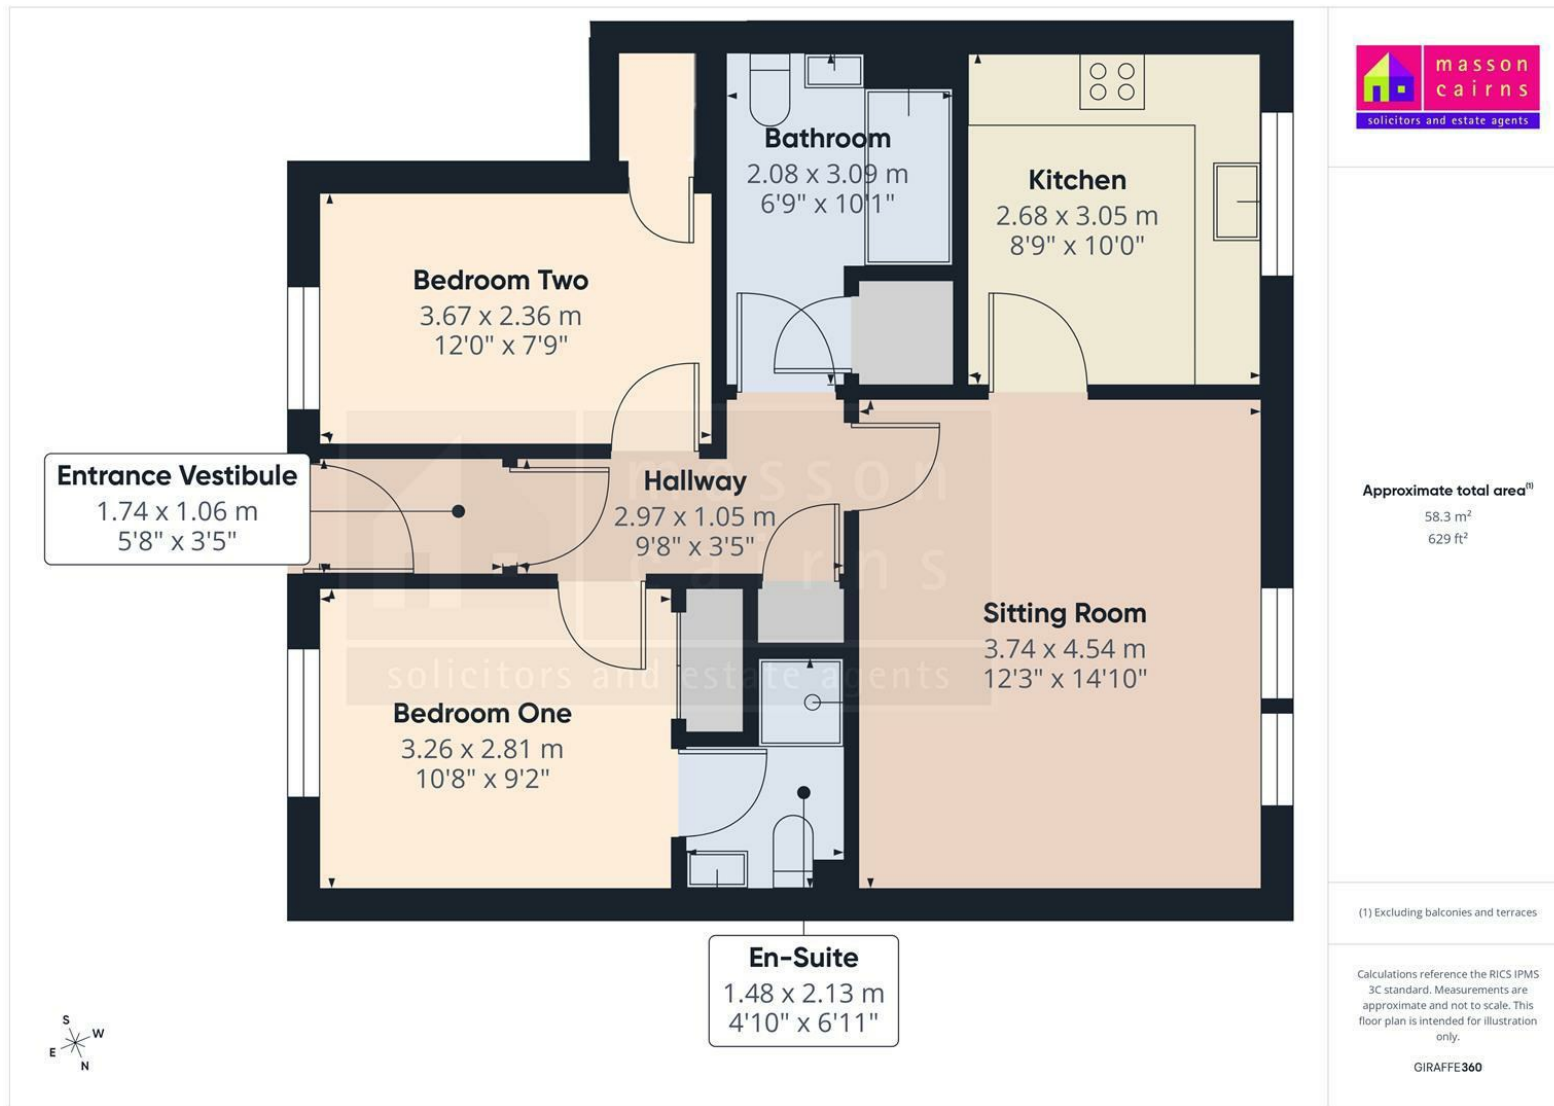 masson
cairns
solicitors and estate agents
Bathroom
2.08 x 3.09 m
6'9" x 10'1"
Kitchen
2.68 x 3.05 m
8'9" x 10'0"
Bedroom Two
3.67 x 2.36 m
12'0" x 7'9"
Entrance Vestibule
1.74 x 1.06 m
5'8" x 3'5"
Hallway
2.97 x 1.05 m
9'8" x 3'5"
masson
cairns
solicitors and estate agents
Sitting Room
3.74 x 4.54 m
12'3" x 14'10"
Bedroom One
3.26 x 2.81 m
10'8" x 9'2"
En-Suite
1.48 x 2.13 m
4'10" x 6'11"
S
W
E
N
Approximate total area(1)
58.3 m²
629 ft²
(1) Excluding balconies and terraces
Calculations reference the RICS IPMS
3C standard. Measurements are
approximate and not to scale. This
floor plan is intended for illustration
only.
GIRAFFE360